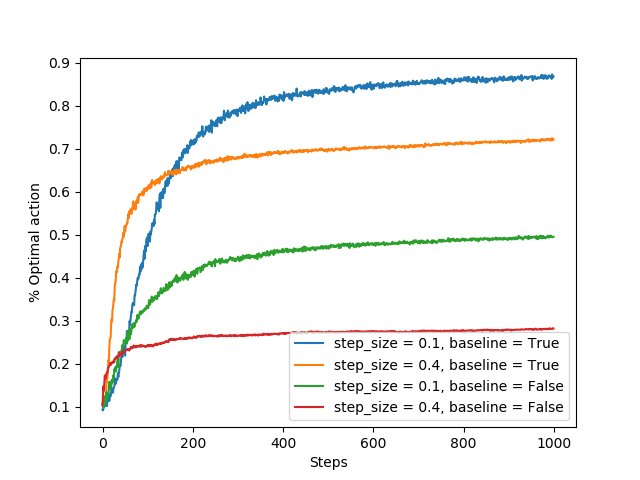 0.9
0.8
0.7
0.6
0.5
0.4
0.3
0.2
0.1
% Optimal action
step_size = 0.1, baseline = True
step_size = 0.4, baseline = True
step_size = 0.1, baseline = False
step_size = 0.4, baseline = False
0 200 400 600 800 1000
Steps